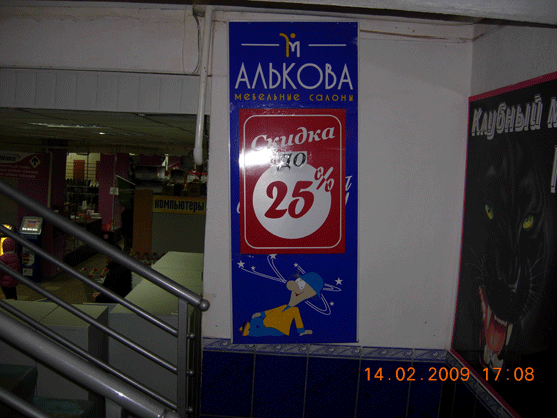 АЛЬКОВА
МЕБЕЛЬНЫЕ САЛОНЫ
Скидка
ДО
25%
КОМПЬЮТЕРЫ
Клубный
14.02.2009 17:08